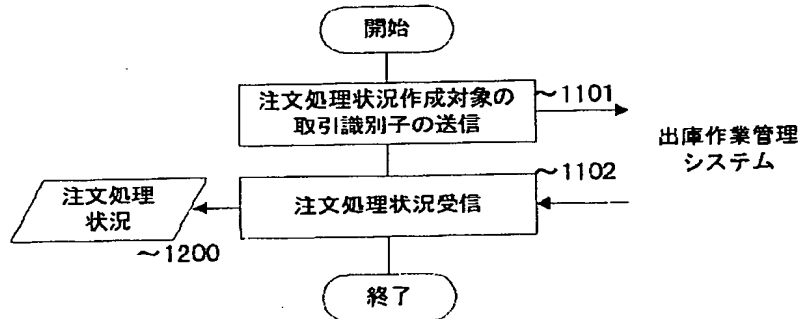 開始
注文処理状況作成対象の
取引識別子の送信
～1101
出庫作業管理
システム
～1102
注文処理状況受信
注文処理
状況
～1200
終了